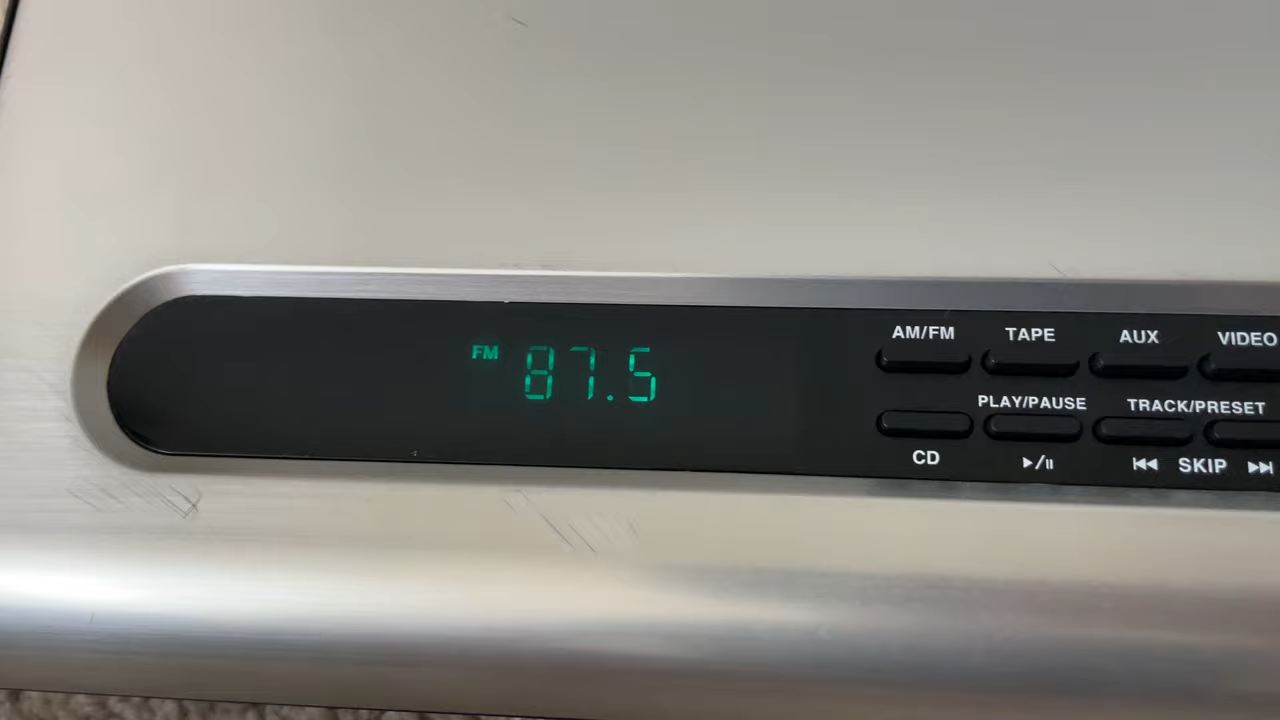 FM 87.5
AM/FM TAPE AUX VIDEO
PLAY/PAUSE TRACK/PRESET
CD ▶/II ⏮ SKIP ⏭